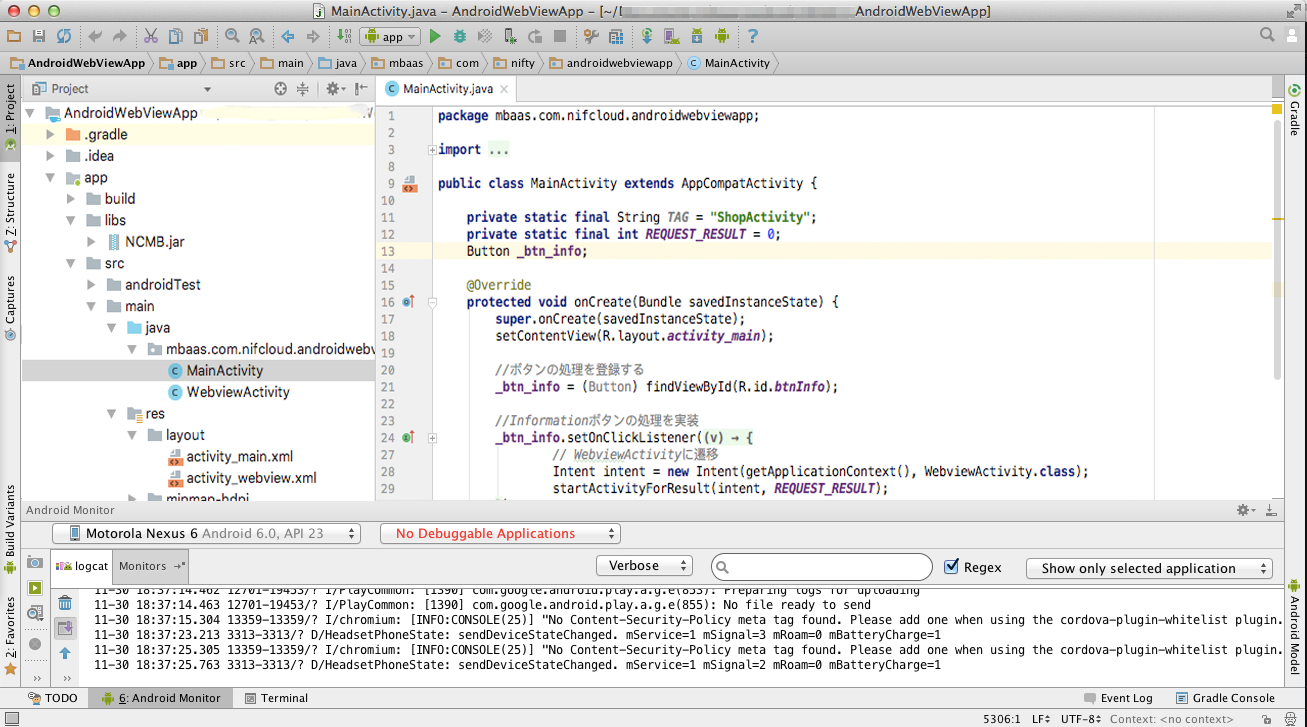 MainActivity.java - AndroidWebViewApp - [~/D AndroidWebViewApp]
app
AndroidWebViewApp app src main java mbaas com nifty androidwebviewapp MainActivity
1: Project
Z: Structure
Captures
Build Variants
2: Favorites
Project
AndroidWebViewApp
.gradle
.idea
app
build
libs
NCMB.jar
src
androidTest
main
java
mbaas.com.nifcloud.androidwebv
MainActivity
WebviewActivity
res
layout
activity_main.xml
activity_webview.xml
mipmap-hdpi
MainActivity.java
1 package mbaas.com.nifcloud.androidwebviewapp;
2
3 import ...
8
9 public class MainActivity extends AppCompatActivity {
10
11 private static final String TAG = "ShopActivity";
12 private static final int REQUEST_RESULT = 0;
13 Button _btn_info;
14
15 @Override
16 protected void onCreate(Bundle savedInstanceState) {
17 super.onCreate(savedInstanceState);
18 setContentView(R.layout.activity_main);
19
20 //ボタンの処理を登録する
21 _btn_info = (Button) findViewById(R.id.btnInfo);
22
23 //Informationボタンの処理を実装
24 _btn_info.setOnClickListener((v) → {
27 // WebviewActivityに遷移
28 Intent intent = new Intent(getApplicationContext(), WebviewActivity.class);
29 startActivityForResult(intent, REQUEST_RESULT);
Gradle
Android Model
Android Monitor
Motorola Nexus 6 Android 6.0, API 23
No Debuggable Applications
logcat
Monitors
Verbose
Regex
Show only selected application
11-30 18:37:14.462 12701-19453/? I/PlayCommon: [1390] com.google.android.play.a.g.e(853): Preparing logs for uploading
11-30 18:37:14.463 12701-19453/? I/PlayCommon: [1390] com.google.android.play.a.g.e(855): No file ready to send
11-30 18:37:15.304 13359-13359/? I/chromium: [INFO:CONSOLE(25)] "No Content-Security-Policy meta tag found. Please add one when using the cordova-plugin-whitelist plugin.
11-30 18:37:23.213 3313-3313/? D/HeadsetPhoneState: sendDeviceStateChanged. mService=1 mSignal=3 mRoam=0 mBatteryCharge=1
11-30 18:37:25.305 13359-13359/? I/chromium: [INFO:CONSOLE(25)] "No Content-Security-Policy meta tag found. Please add one when using the cordova-plugin-whitelist plugin.
11-30 18:37:25.763 3313-3313/? D/HeadsetPhoneState: sendDeviceStateChanged. mService=1 mSignal=2 mRoam=0 mBatteryCharge=1
TODO
6: Android Monitor
Terminal
Event Log
Gradle Console
5306:1 LF UTF-8 Context: <no context>